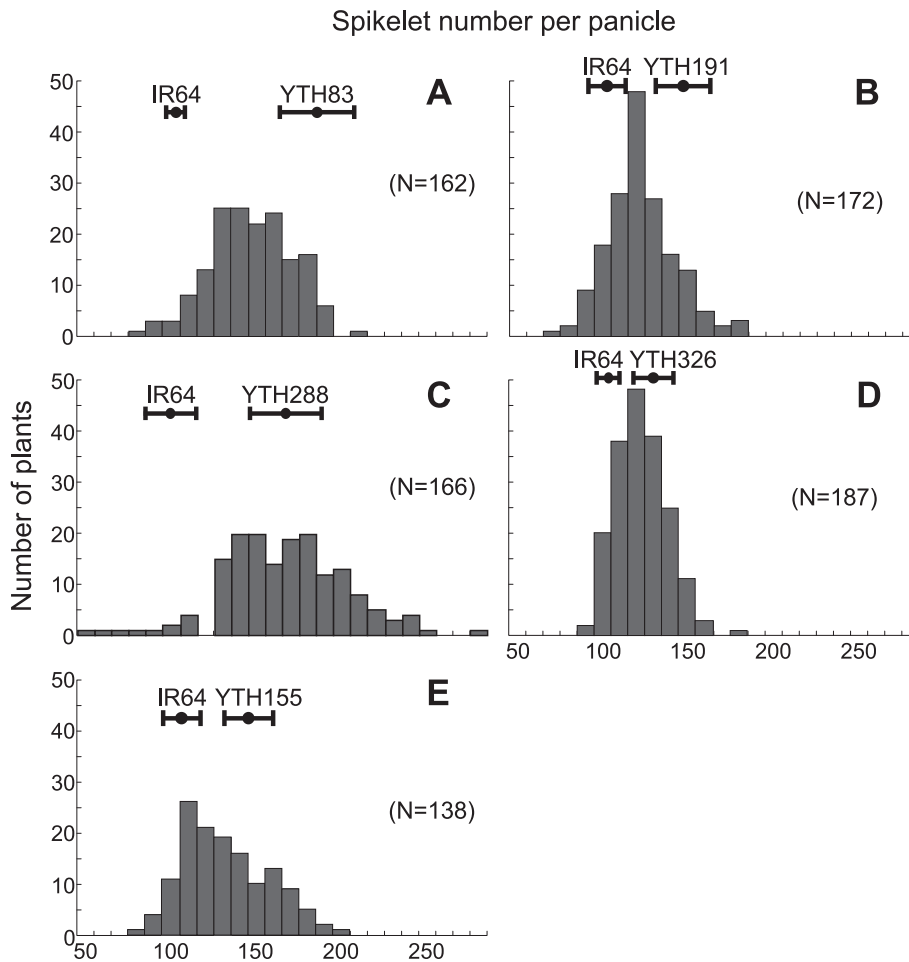 Spikelet number per panicle
50
40
30
20
10
0
IR64 YTH83
A
(N=162)
IR64 YTH191
B
(N=172)
Number of plants
50
40
30
20
10
0
IR64 YTH288
C
(N=166)
IR64 YTH326
D
(N=187)
50 100 150 200 250
50
40
30
20
10
0
IR64 YTH155
E
(N=138)
50 100 150 200 250